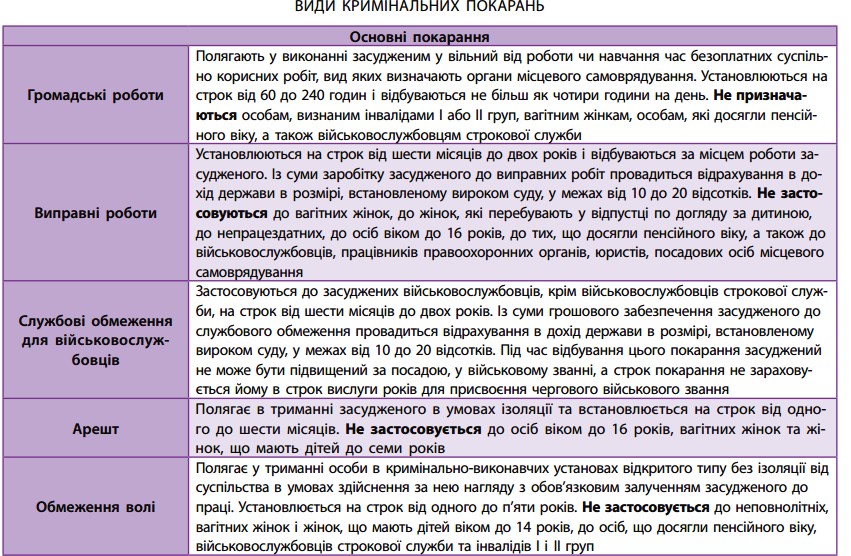 ВИДИ КРИМІНАЛЬНИХ ПОКАРАНЬ
Основні покарання
Громадські роботи
Полягають у виконанні засудженим у вільний від роботи чи навчання час безоплатних суспіль-
но корисних робіт, вид яких визначають органи місцевого самоврядування. Установлюються на
строк від 60 до 240 годин і відбуваються не більш як чотири години на день. Не признача-
ються особам, визнаним інвалідами І або ІІ груп, вагітним жінкам, особам, які досягли пенсій-
ного віку, а також військовослужбовцям строкової служби
Виправні роботи
Установлюються на строк від шести місяців до двох років і відбуваються за місцем роботи за-
судженого. Із суми заробітку засудженого до виправних робіт провадиться відрахування в до-
хід держави в розмірі, встановленому вироком суду, у межах від 10 до 20 відсотків. Не засто-
совуються до вагітних жінок, до жінок, які перебувають у відпустці по догляду за дитиною,
до непрацездатних, до осіб віком до 16 років, до тих, що досягли пенсійного віку, а також до
військовослужбовців, працівників правоохоронних органів, юристів, посадових осіб місцевого
самоврядування
Службові обмеження
для військовослуж-
бовців
Застосовуються до засуджених військовослужбовців, крім військовослужбовців строкової служ-
би, на строк від шести місяців до двох років. Із суми грошового забезпечення засудженого до
службового обмеження провадиться відрахування в дохід держави в розмірі, встановленому
вироком суду, у межах від 10 до 20 відсотків. Під час відбування цього покарання засуджений
не може бути підвищений за посадою, у військовому званні, а строк покарання не зарахову-
ється йому в строк вислуги років для присвоєння чергового військового звання
Арешт
Полягає в триманні засудженого в умовах ізоляції та встановлюється на строк від одно-
го до шести місяців. Не застосовується до осіб віком до 16 років, вагітних жінок та жі-
нок, що мають дітей до семи років
Обмеження волі
Полягає у триманні особи в кримінально-виконавчих установах відкритого типу без ізоляції від
суспільства в умовах здійснення за нею нагляду з обов’язковим залученням засудженого до
праці. Установлюється на строк від одного до п’яти років. Не застосовується до неповнолітніх,
вагітних жінок і жінок, що мають дітей віком до 14 років, до осіб, що досягли пенсійного віку,
військовослужбовців строкової служби та інвалідів І і ІІ груп